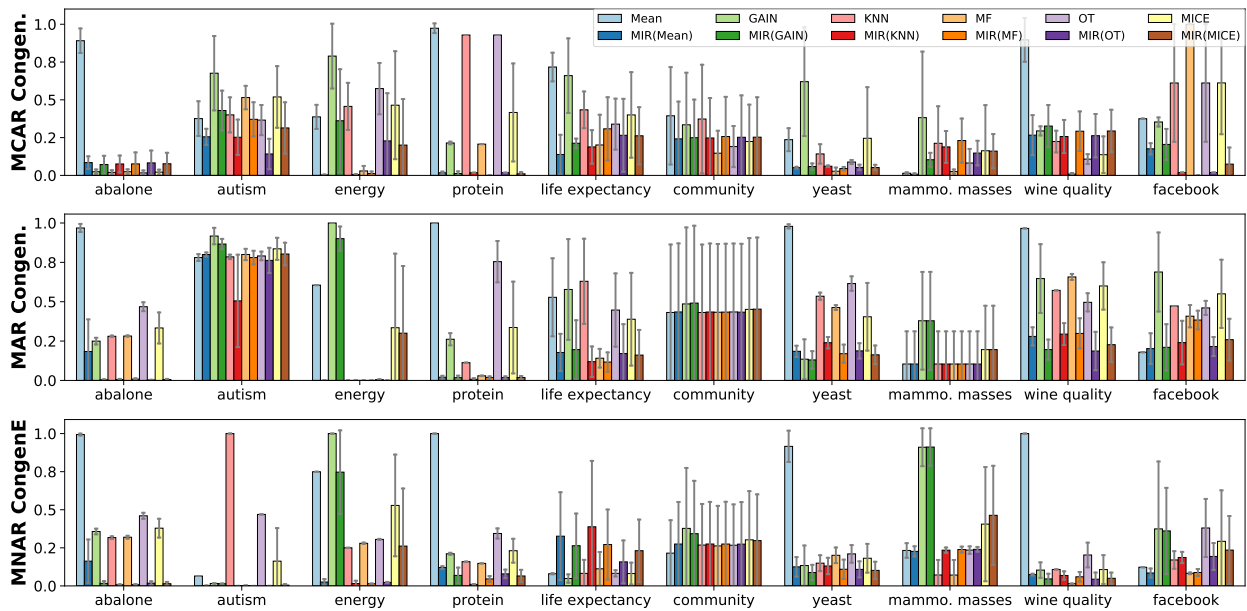 Mean GAIN KNN MF OT MICE
MIR(Mean) MIR(GAIN) MIR(KNN) MIR(MF) MIR(OT) MIR(MICE)
MCAR Congen.
1.0
0.8
0.5
0.2
0.0
abalone autism energy protein life expectancy community yeast mammo. masses wine quality facebook
MAR Congen.
1.0
0.8
0.5
0.2
0.0
abalone autism energy protein life expectancy community yeast mammo. masses wine quality facebook
MNAR CongenE
1.0
0.8
0.5
0.2
0.0
abalone autism energy protein life expectancy community yeast mammo. masses wine quality facebook